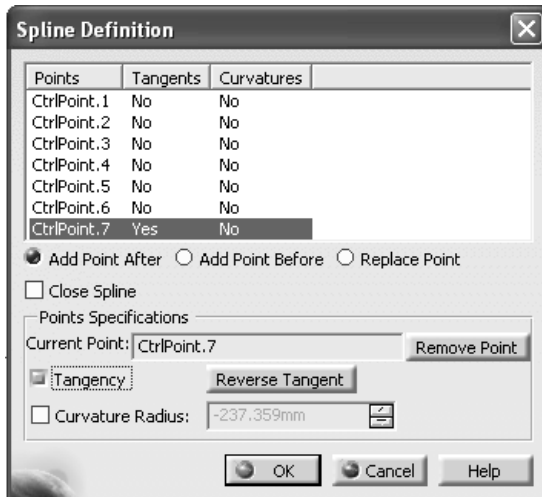 Spline Definition
Points Tangents Curvatures
CtrlPoint.1 No No
CtrlPoint.2 No No
CtrlPoint.3 No No
CtrlPoint.4 No No
CtrlPoint.5 No No
CtrlPoint.6 No No
CtrlPoint.7 Yes No
Add Point After Add Point Before Replace Point
Close Spline
Points Specifications
Current Point: CtrlPoint.7 Remove Point
Tangency Reverse Tangent
Curvature Radius: -237.359mm
OK Cancel Help